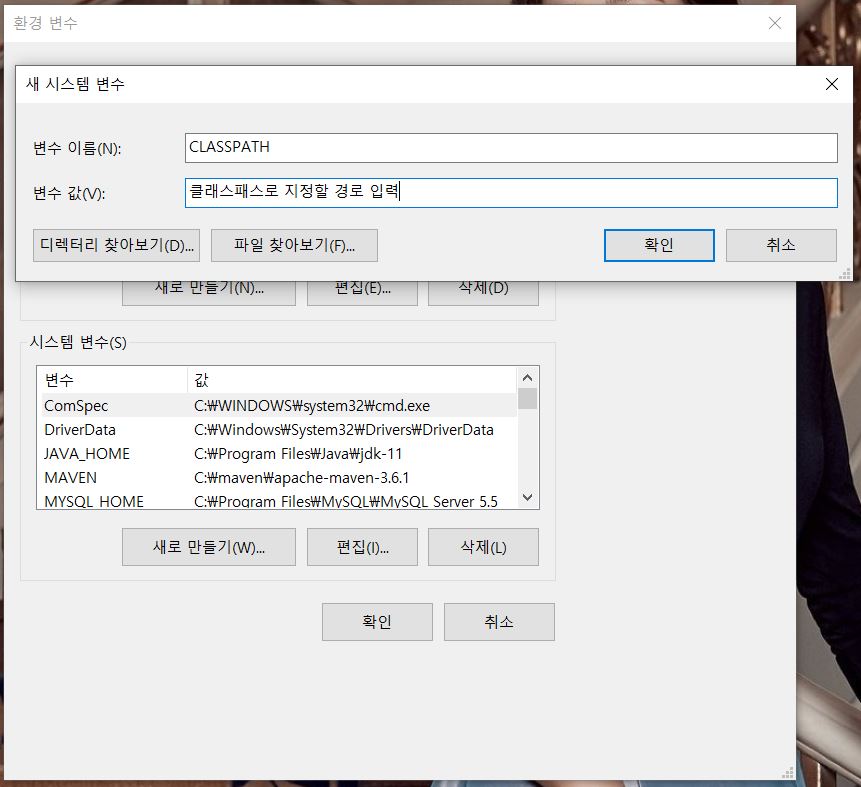 환경 변수
새 시스템 변수
변수 이름(N):
CLASSPATH
변수 값(V):
클래스패스로 지정할 경로 입력
디렉터리 찾아보기(D)...
파일 찾아보기(F)...
확인
취소
새로 만들기(N)...
편집(E)...
삭제(D)
시스템 변수(S)
변수 값
ComSpec C:₩WINDOWS₩system32₩cmd.exe
DriverData C:₩Windows₩System32₩Drivers₩DriverData
JAVA_HOME C:₩Program Files₩Java₩jdk-11
MAVEN C:₩maven₩apache-maven-3.6.1
MYSQL_HOME C:₩Program Files₩MySQL₩MySQL Server 5.5
새로 만들기(W)...
편집(I)...
삭제(L)
확인
취소